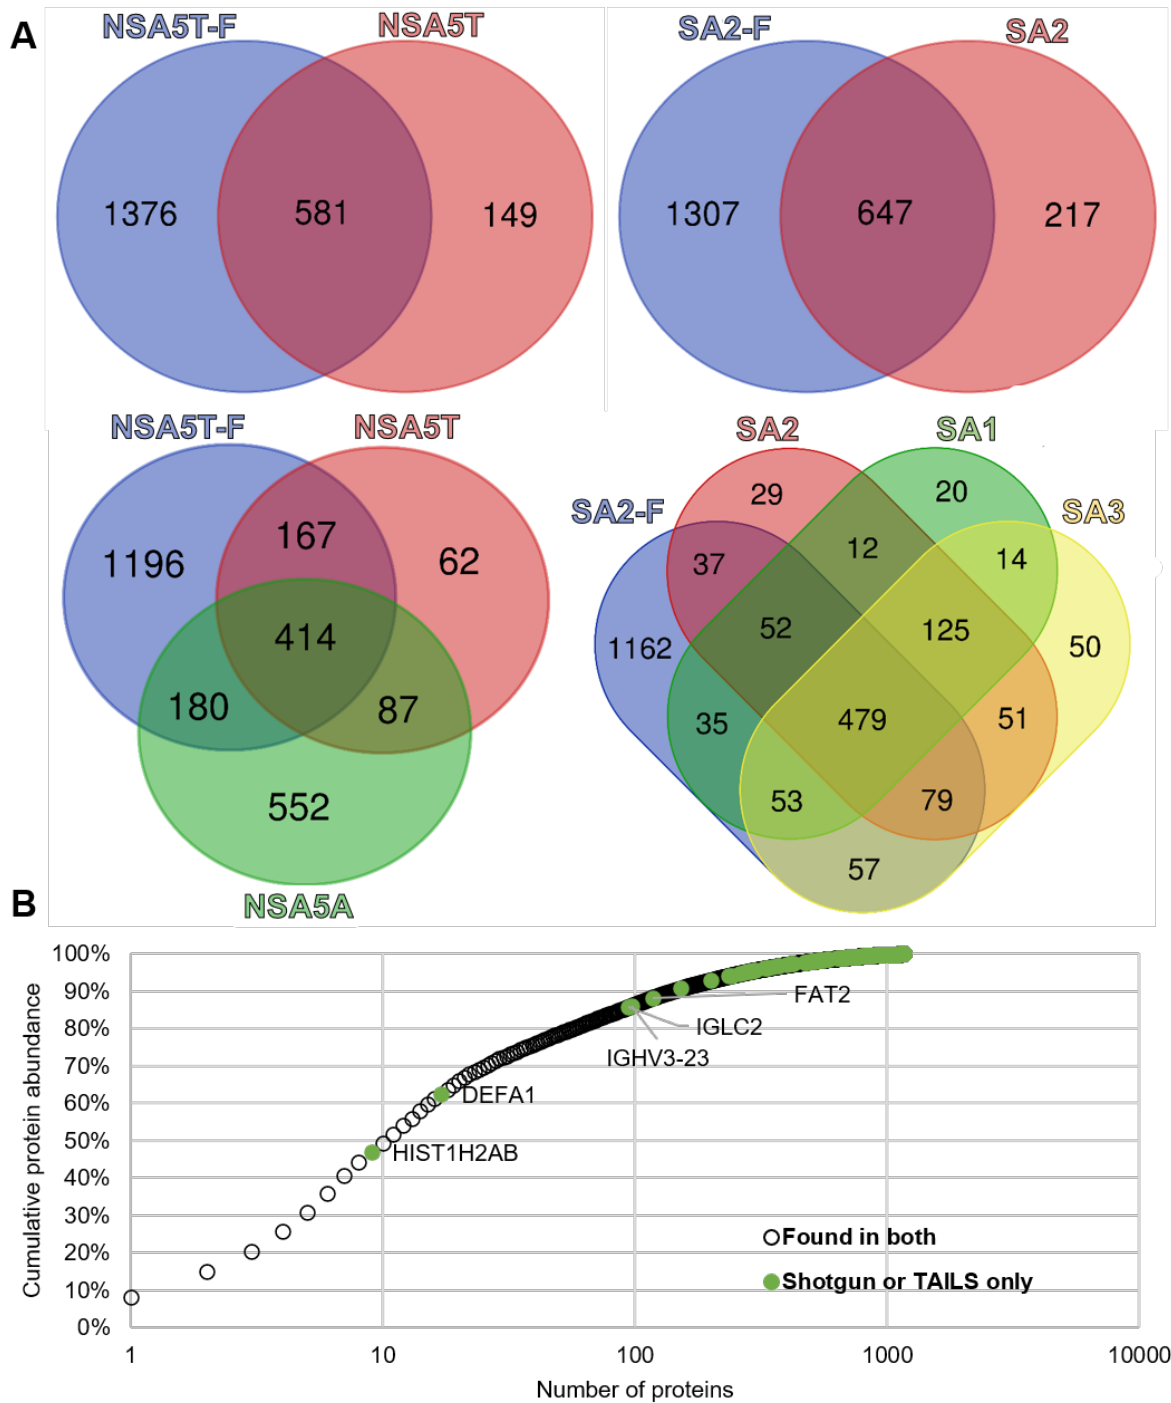 A
NSA5T-F NSA5T
1376 581 149
SA2-F SA2
1307 647 217
NSA5T-F NSA5T
1196 167 62
414
180 87
552
NSA5A
SA2 SA1
SA2-F SA3
29 20
37 12 14
1162 52 125 50
35 479 51
53 79
57
B
Cumulative protein abundance
100%
90%
80%
70%
60%
50%
40%
30%
20%
10%
0%
FAT2
IGLC2
IGHV3-23
DEFA1
HIST1H2AB
Found in both
Shotgun or TAILS only
1 10 100 1000 10000
Number of proteins